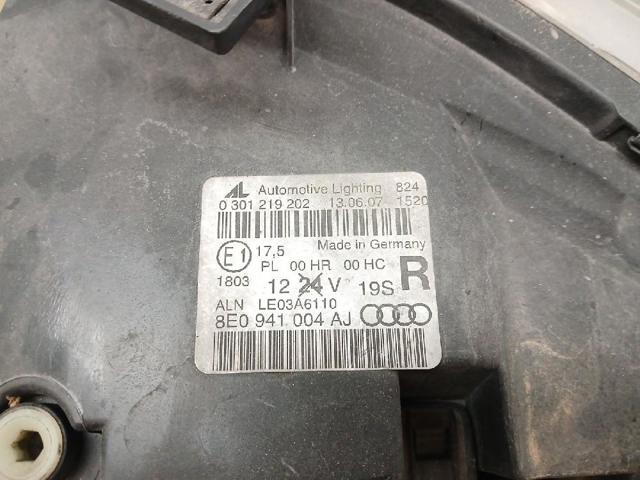 AL Automotive Lighting 824
0 301 219 202 13.06.07 1520
E1 17,5 Made in Germany
PL 00 HR 00 HC R
1803 12 24 V 19S
ALN LE03A6110
8E0 941 004 AJ